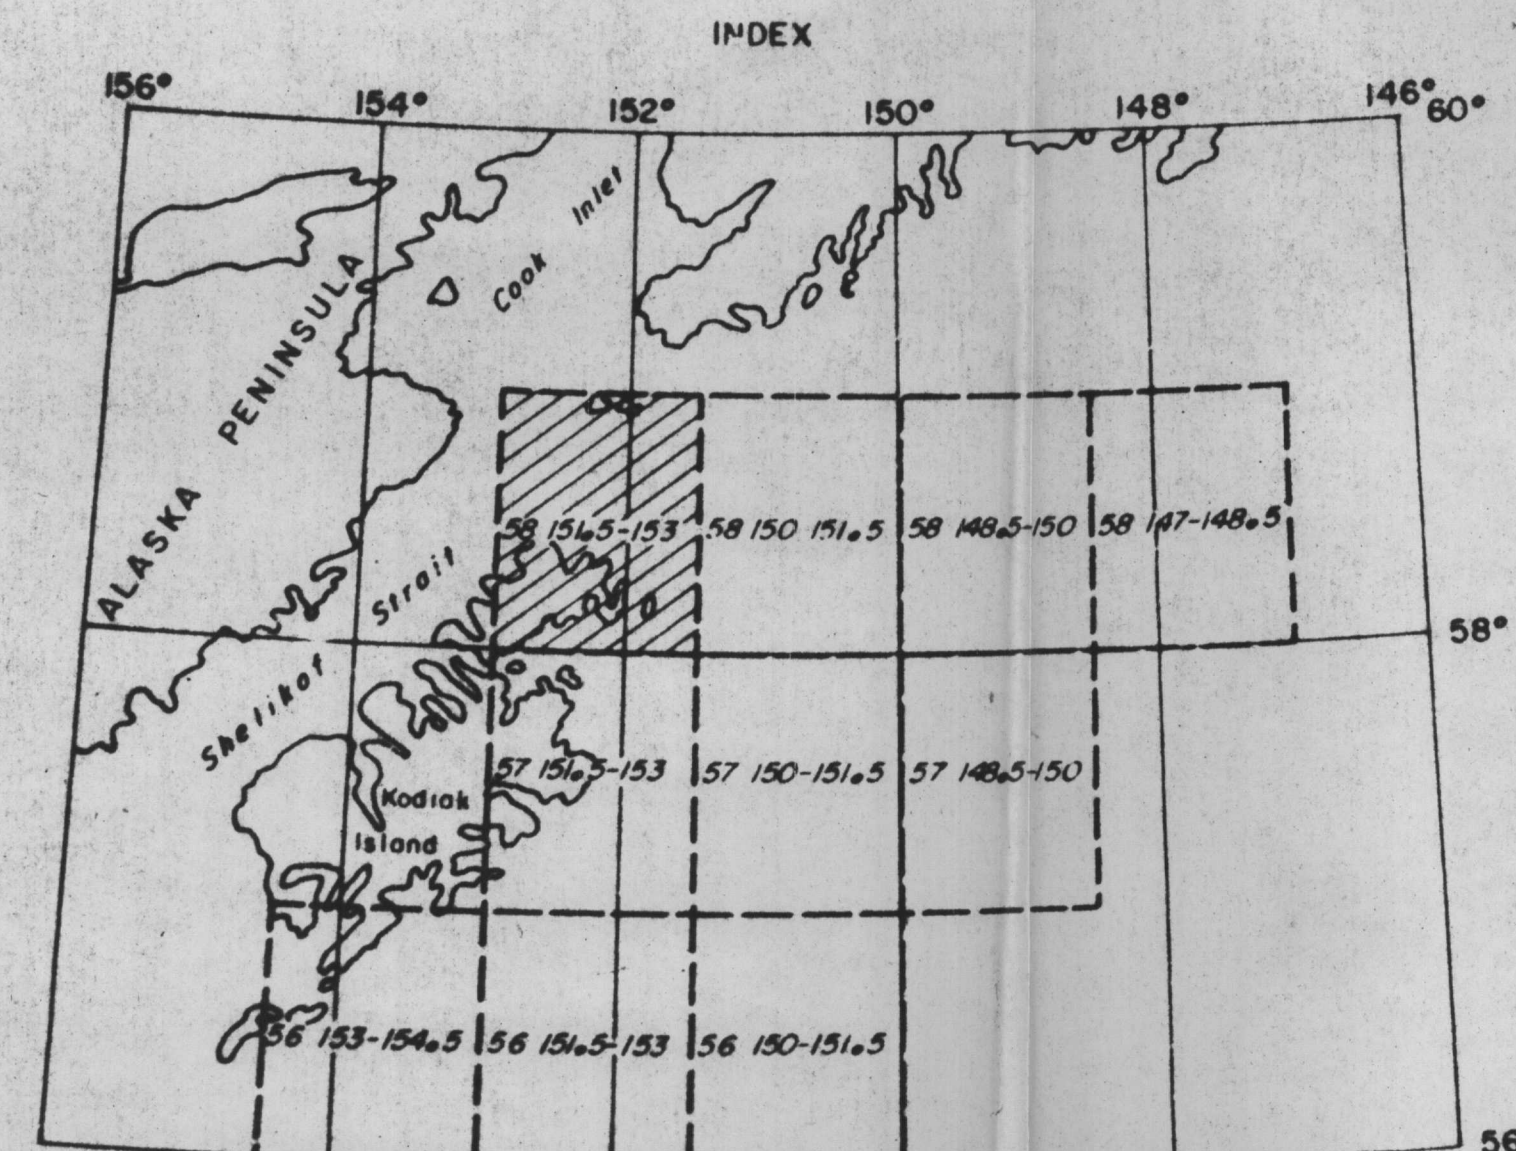 INDEX
156° 154° 152° 150° 148° 146° 60°
Cook Inlet
ALASKA PENINSULA
58 151.5-153 58 150 151.5 58 148.5-150 58 147-148.5
Strait
58°
Shelikof
57 151.5-153 57 150-151.5 57 148.5-150
Kodiak
Island
56 153-154.5 56 151.5-153 56 150-151.5
56